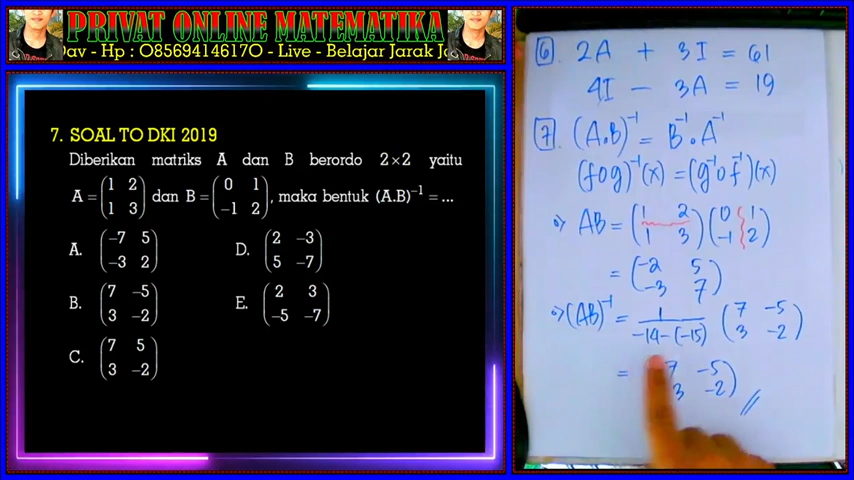 PRIVAT ONLINE MATEMATIKA
Dav - Hp : 085694146170 - Live - Belajar Jarak
7. SOAL TO DKI 2019
Diberikan matriks A dan B berordo 2×2 yaitu
A = (1 2 / 1 3) dan B = (0 1 / −1 2), maka bentuk (A.B)⁻¹ = ...
A. (−7 5 / −3 2)
B. (7 −5 / 3 −2)
C. (7 5 / 3 −2)
D. (2 −3 / 5 −7)
E. (2 3 / −5 −7)
6. 2A + 3I = 61
4I − 3A = 19
7. (A.B)⁻¹ = B⁻¹ . A⁻¹
(fog)⁻¹(x) = (g⁻¹of⁻¹)(x)
AB = (1 2 / 1 3) (0 1 / −1 2)
= (−2 5 / −3 7)
(AB)⁻¹ = 1 / −14−(−15) (7 −5 / 3 −2)
= 7 −5 / 3 −2)